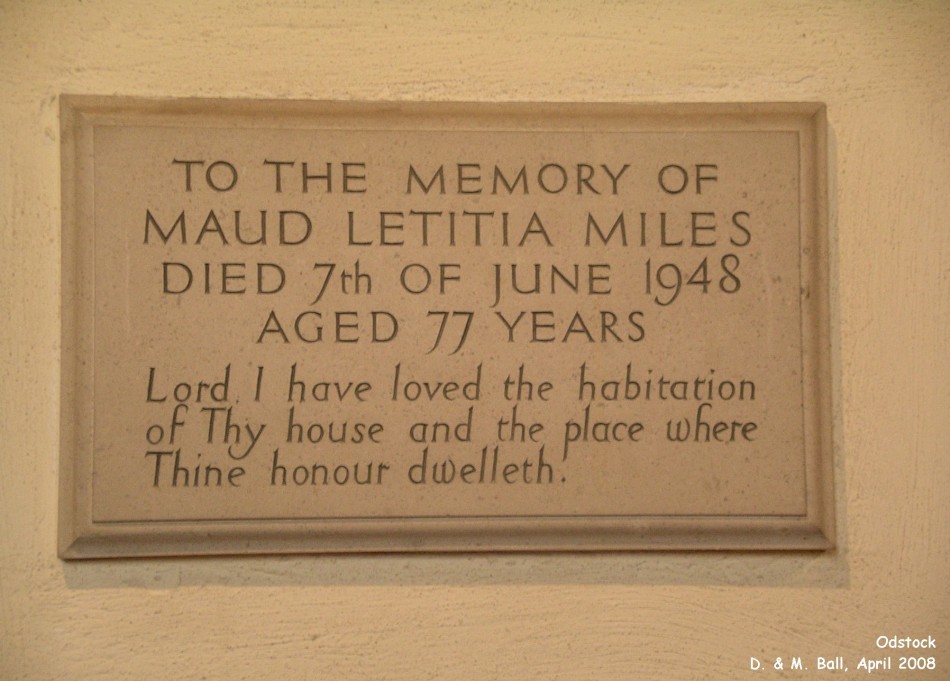 TO THE MEMORY OF
MAUD LETITIA MILES
DIED 7th OF JUNE 1948
AGED 77 YEARS
Lord, I have loved the habitation
of Thy house and the place where
Thine honour dwelleth.
Odstock
D. & M. Ball, April 2008